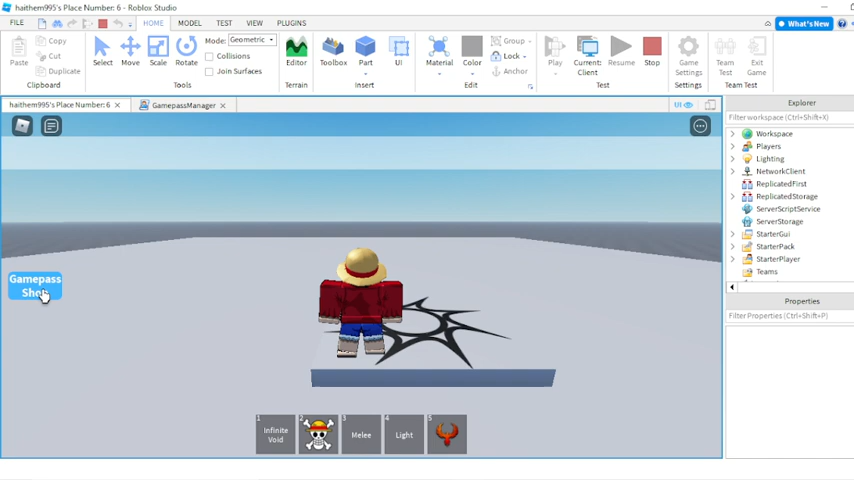 haithem995's Place Number: 6 - Roblox Studio
FILE HOME MODEL TEST VIEW PLUGINS What's New
Paste Copy Cut Duplicate
Clipboard
Select Move Scale Rotate
Mode: Geometric
Collisions
Join Surfaces
Tools
Editor
Terrain
Toolbox Part UI
Insert
Material Color Group Lock Anchor
Edit
Play Current: Client Resume Stop
Test
Game Settings
Settings
Team Test Exit Game
Team Test
haithem995's Place Number: 6 GamepassManager UI
Explorer
Filter workspace (Ctrl+Shift+X)
Workspace
Players
Lighting
NetworkClient
ReplicatedFirst
ReplicatedStorage
ServerScriptService
ServerStorage
StarterGui
StarterPack
StarterPlayer
Teams
Properties
Filter Properties (Ctrl+Shift+P)
Gamepass
Shop
1 2 3 4 5
Infinite
Void
Melee Light